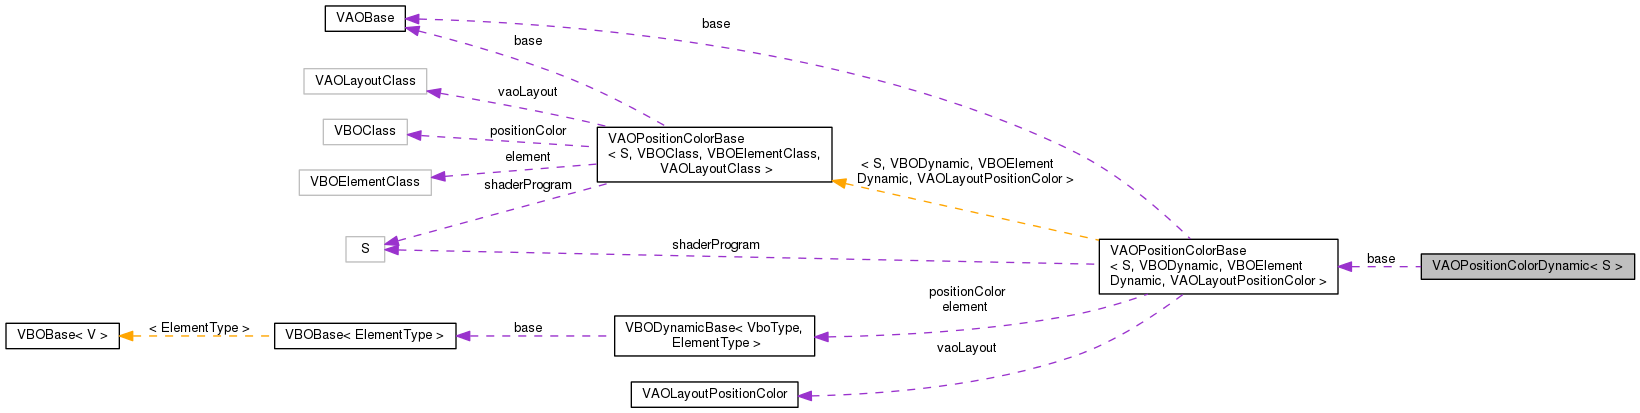 VAOBase
base
base
VAOLayoutClass
vaoLayout
VBOClass
positionColor
VAOPositionColorBase
< S, VBOClass, VBOElementClass,
VAOLayoutClass >
element
VBOElementClass
shaderProgram
< S, VBODynamic, VBOElement
Dynamic, VAOLayoutPositionColor >
S
shaderProgram
VAOPositionColorBase
< S, VBODynamic, VBOElement
Dynamic, VAOLayoutPositionColor >
base
VAOPositionColorDynamic< S >
positionColor
element
VBOBase< V >
< ElementType >
VBOBase< ElementType >
base
VBODynamicBase< VboType,
ElementType >
vaoLayout
VAOLayoutPositionColor